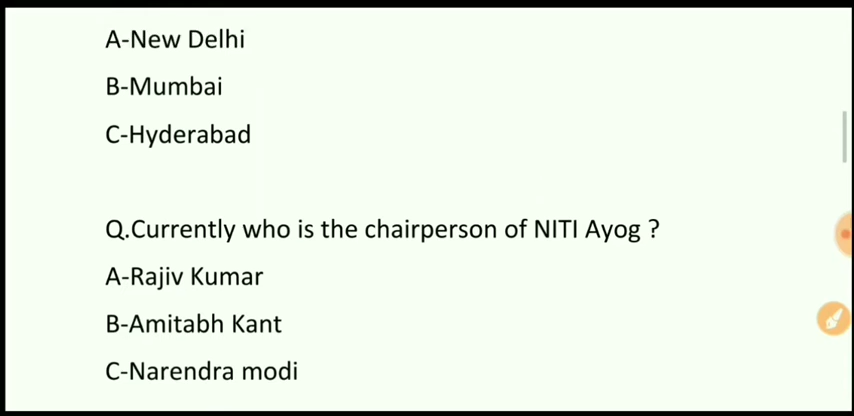 A-New Delhi
B-Mumbai
C-Hyderabad
Q.Currently who is the chairperson of NITI Ayog ?
A-Rajiv Kumar
B-Amitabh Kant
C-Narendra modi